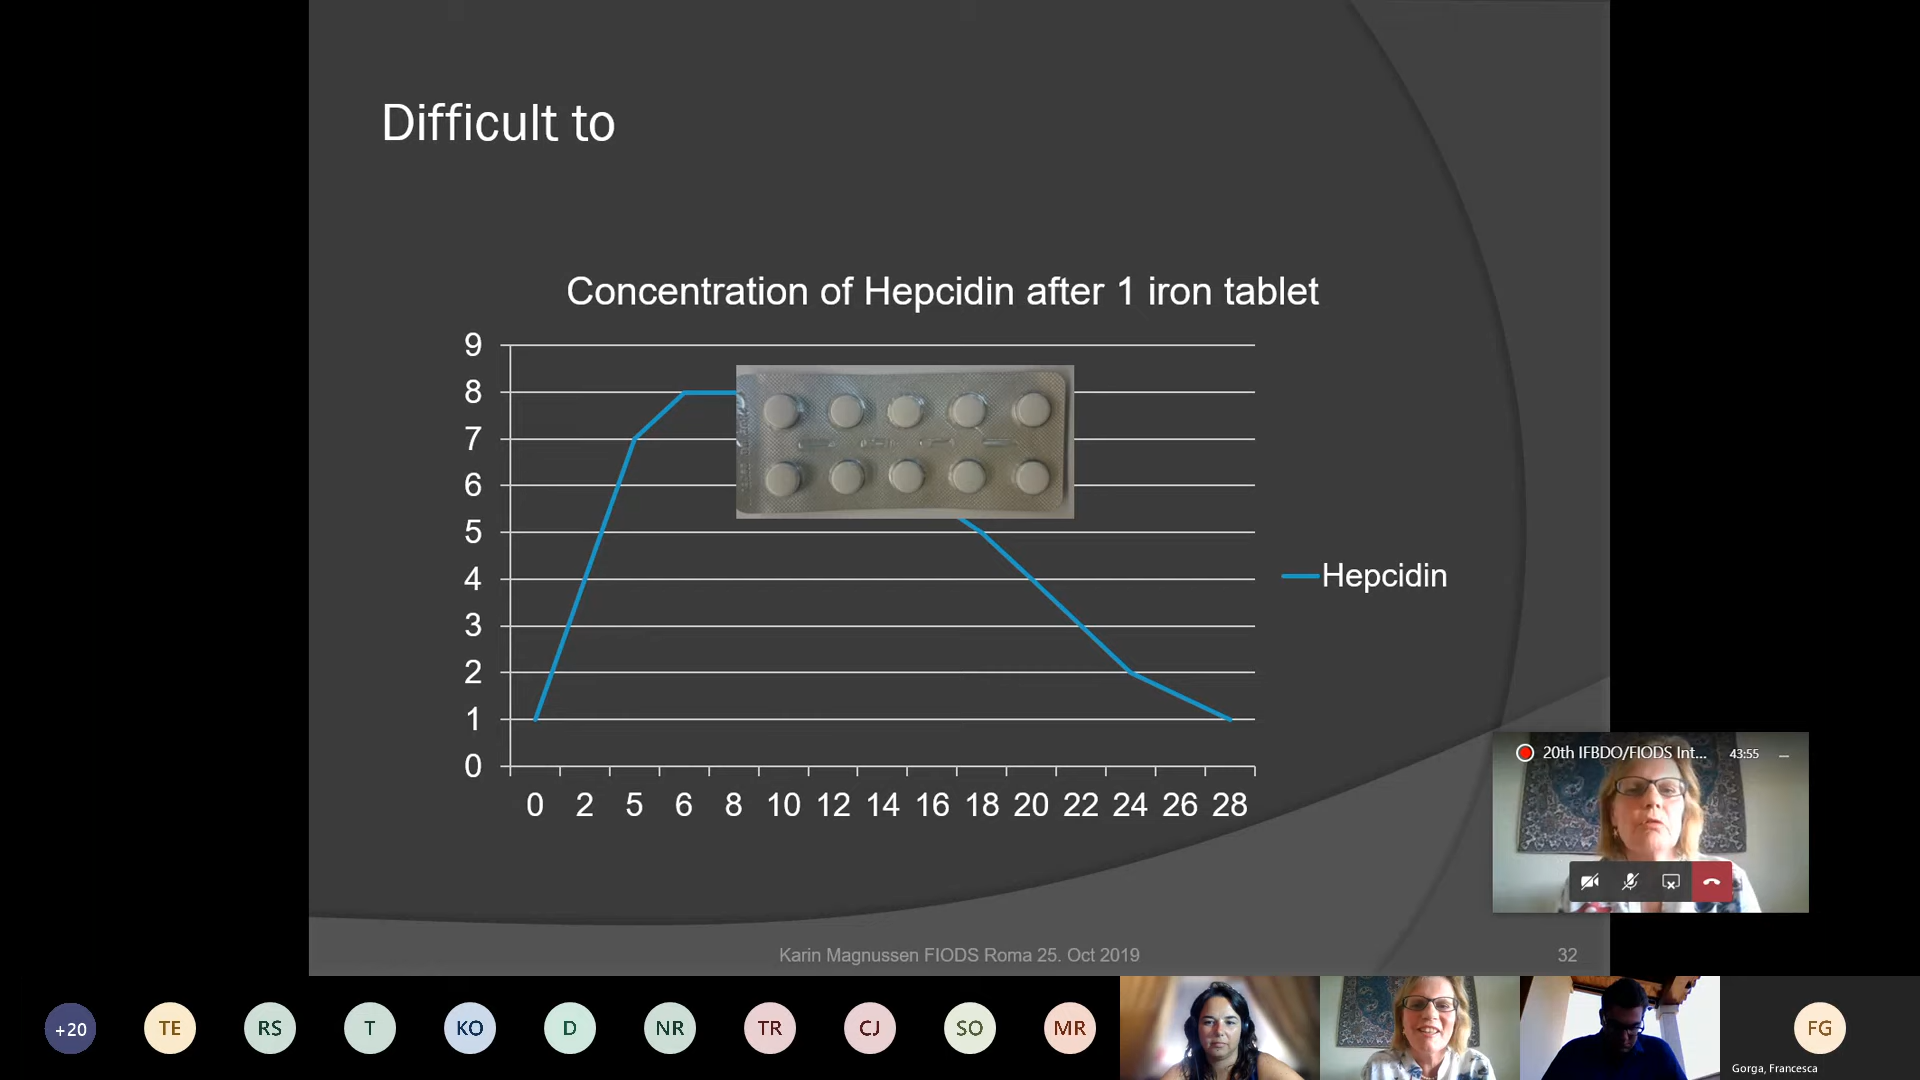 Difficult to
Concentration of Hepcidin after 1 iron tablet
9
8
7
6
5
4
3
2
1
0
0 2 5 6 8 10 12 14 16 18 20 22 24 26 28
Hepcidin
20th IFBDO/FIODS Int... 43:55
Karin Magnussen FIODS Roma 25. Oct 2019
32
+20 TE RS T KO D NR TR CJ SO MR FG
Gorga, Francesca